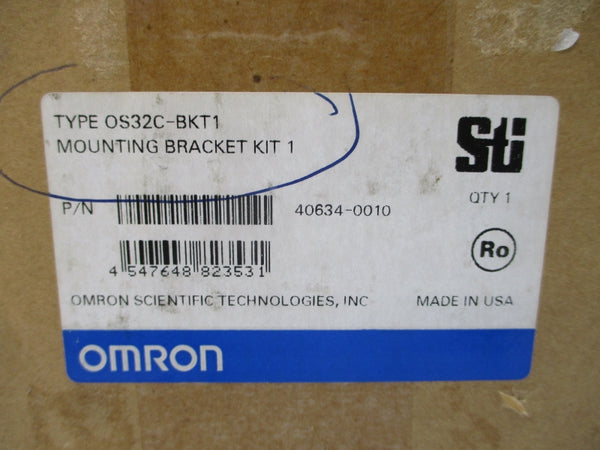 TYPE OS32C-BKT1
MOUNTING BRACKET KIT 1
Sti
P/N 40634-0010
QTY 1
4 547648 823531
Ro
OMRON SCIENTIFIC TECHNOLOGIES, INC MADE IN USA
OMRON